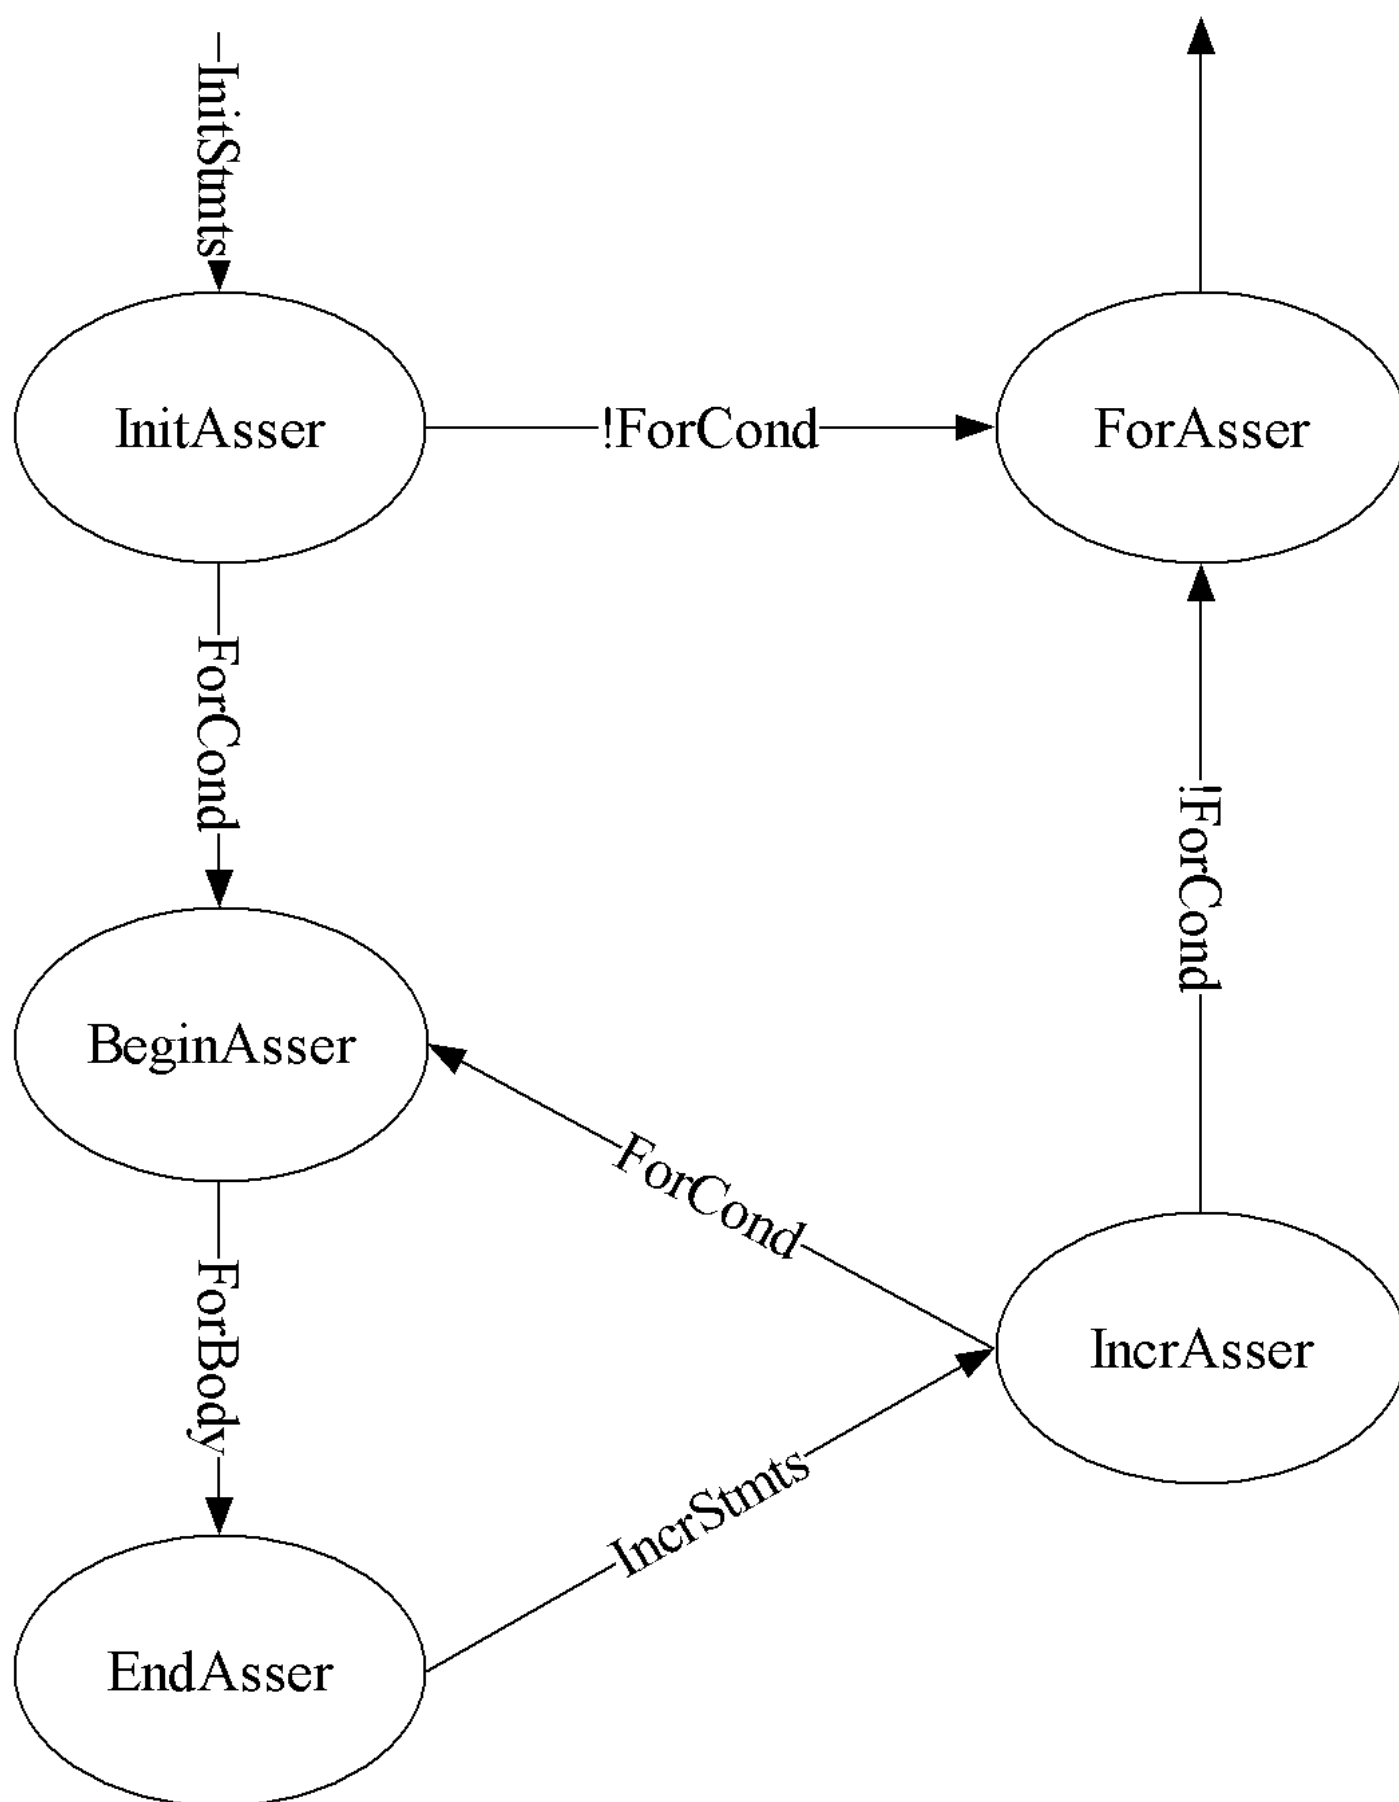 InitStmts
InitAsser
!ForCond
ForAsser
ForCond
!ForCond
BeginAsser
ForCond
ForBody
IncrAsser
IncrStmts
EndAsser